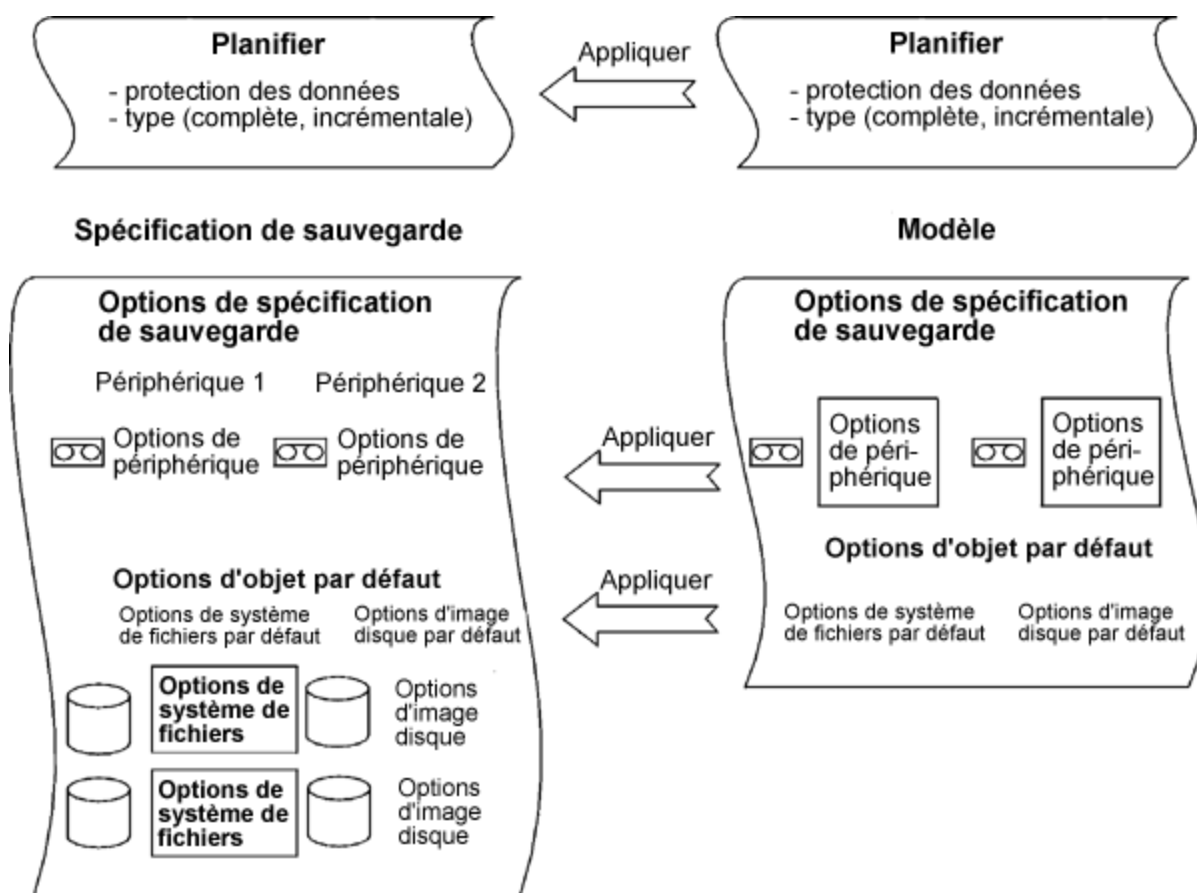 Planifier
- protection des données
- type (complète, incrémentale)
Appliquer
Planifier
- protection des données
- type (complète, incrémentale)
Spécification de sauvegarde
Modèle
Options de spécification
de sauvegarde
Périphérique 1
Périphérique 2
Options de
périphérique
Options de
périphérique
Appliquer
Options de spécification
de sauvegarde
Options
de péri-
phérique
Options
de péri-
phérique
Options d'objet par défaut
Options de système
de fichiers par défaut
Options d'image
disque par défaut
Appliquer
Options d'objet par défaut
Options de système
de fichiers par défaut
Options d'image
disque par défaut
Options de
système de
fichiers
Options
d'image
disque
Options de
système de
fichiers
Options
d'image
disque